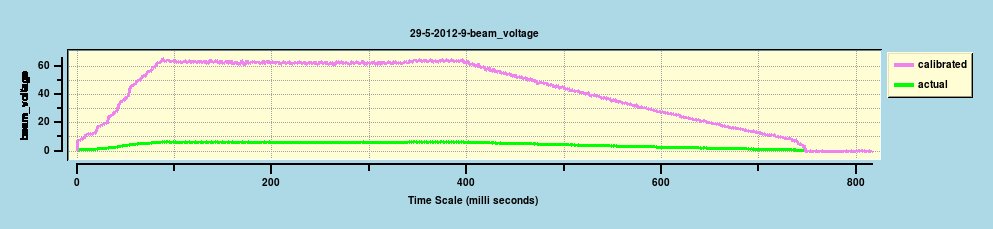 29-5-2012-9-beam_voltage
calibrated
actual
beam_voltage
60
40
20
0
0 200 400 600 800
Time Scale (milli seconds)